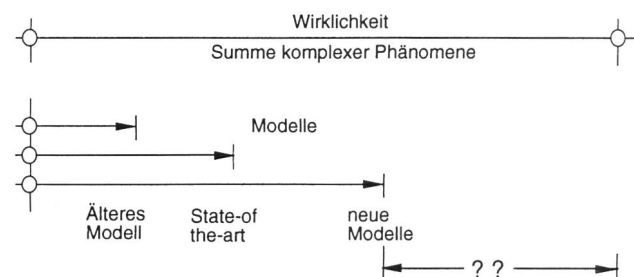 Wirklichkeit
Summe komplexer Phänomene
Modelle
Älteres State-of neue
Modell the-art Modelle
? ?